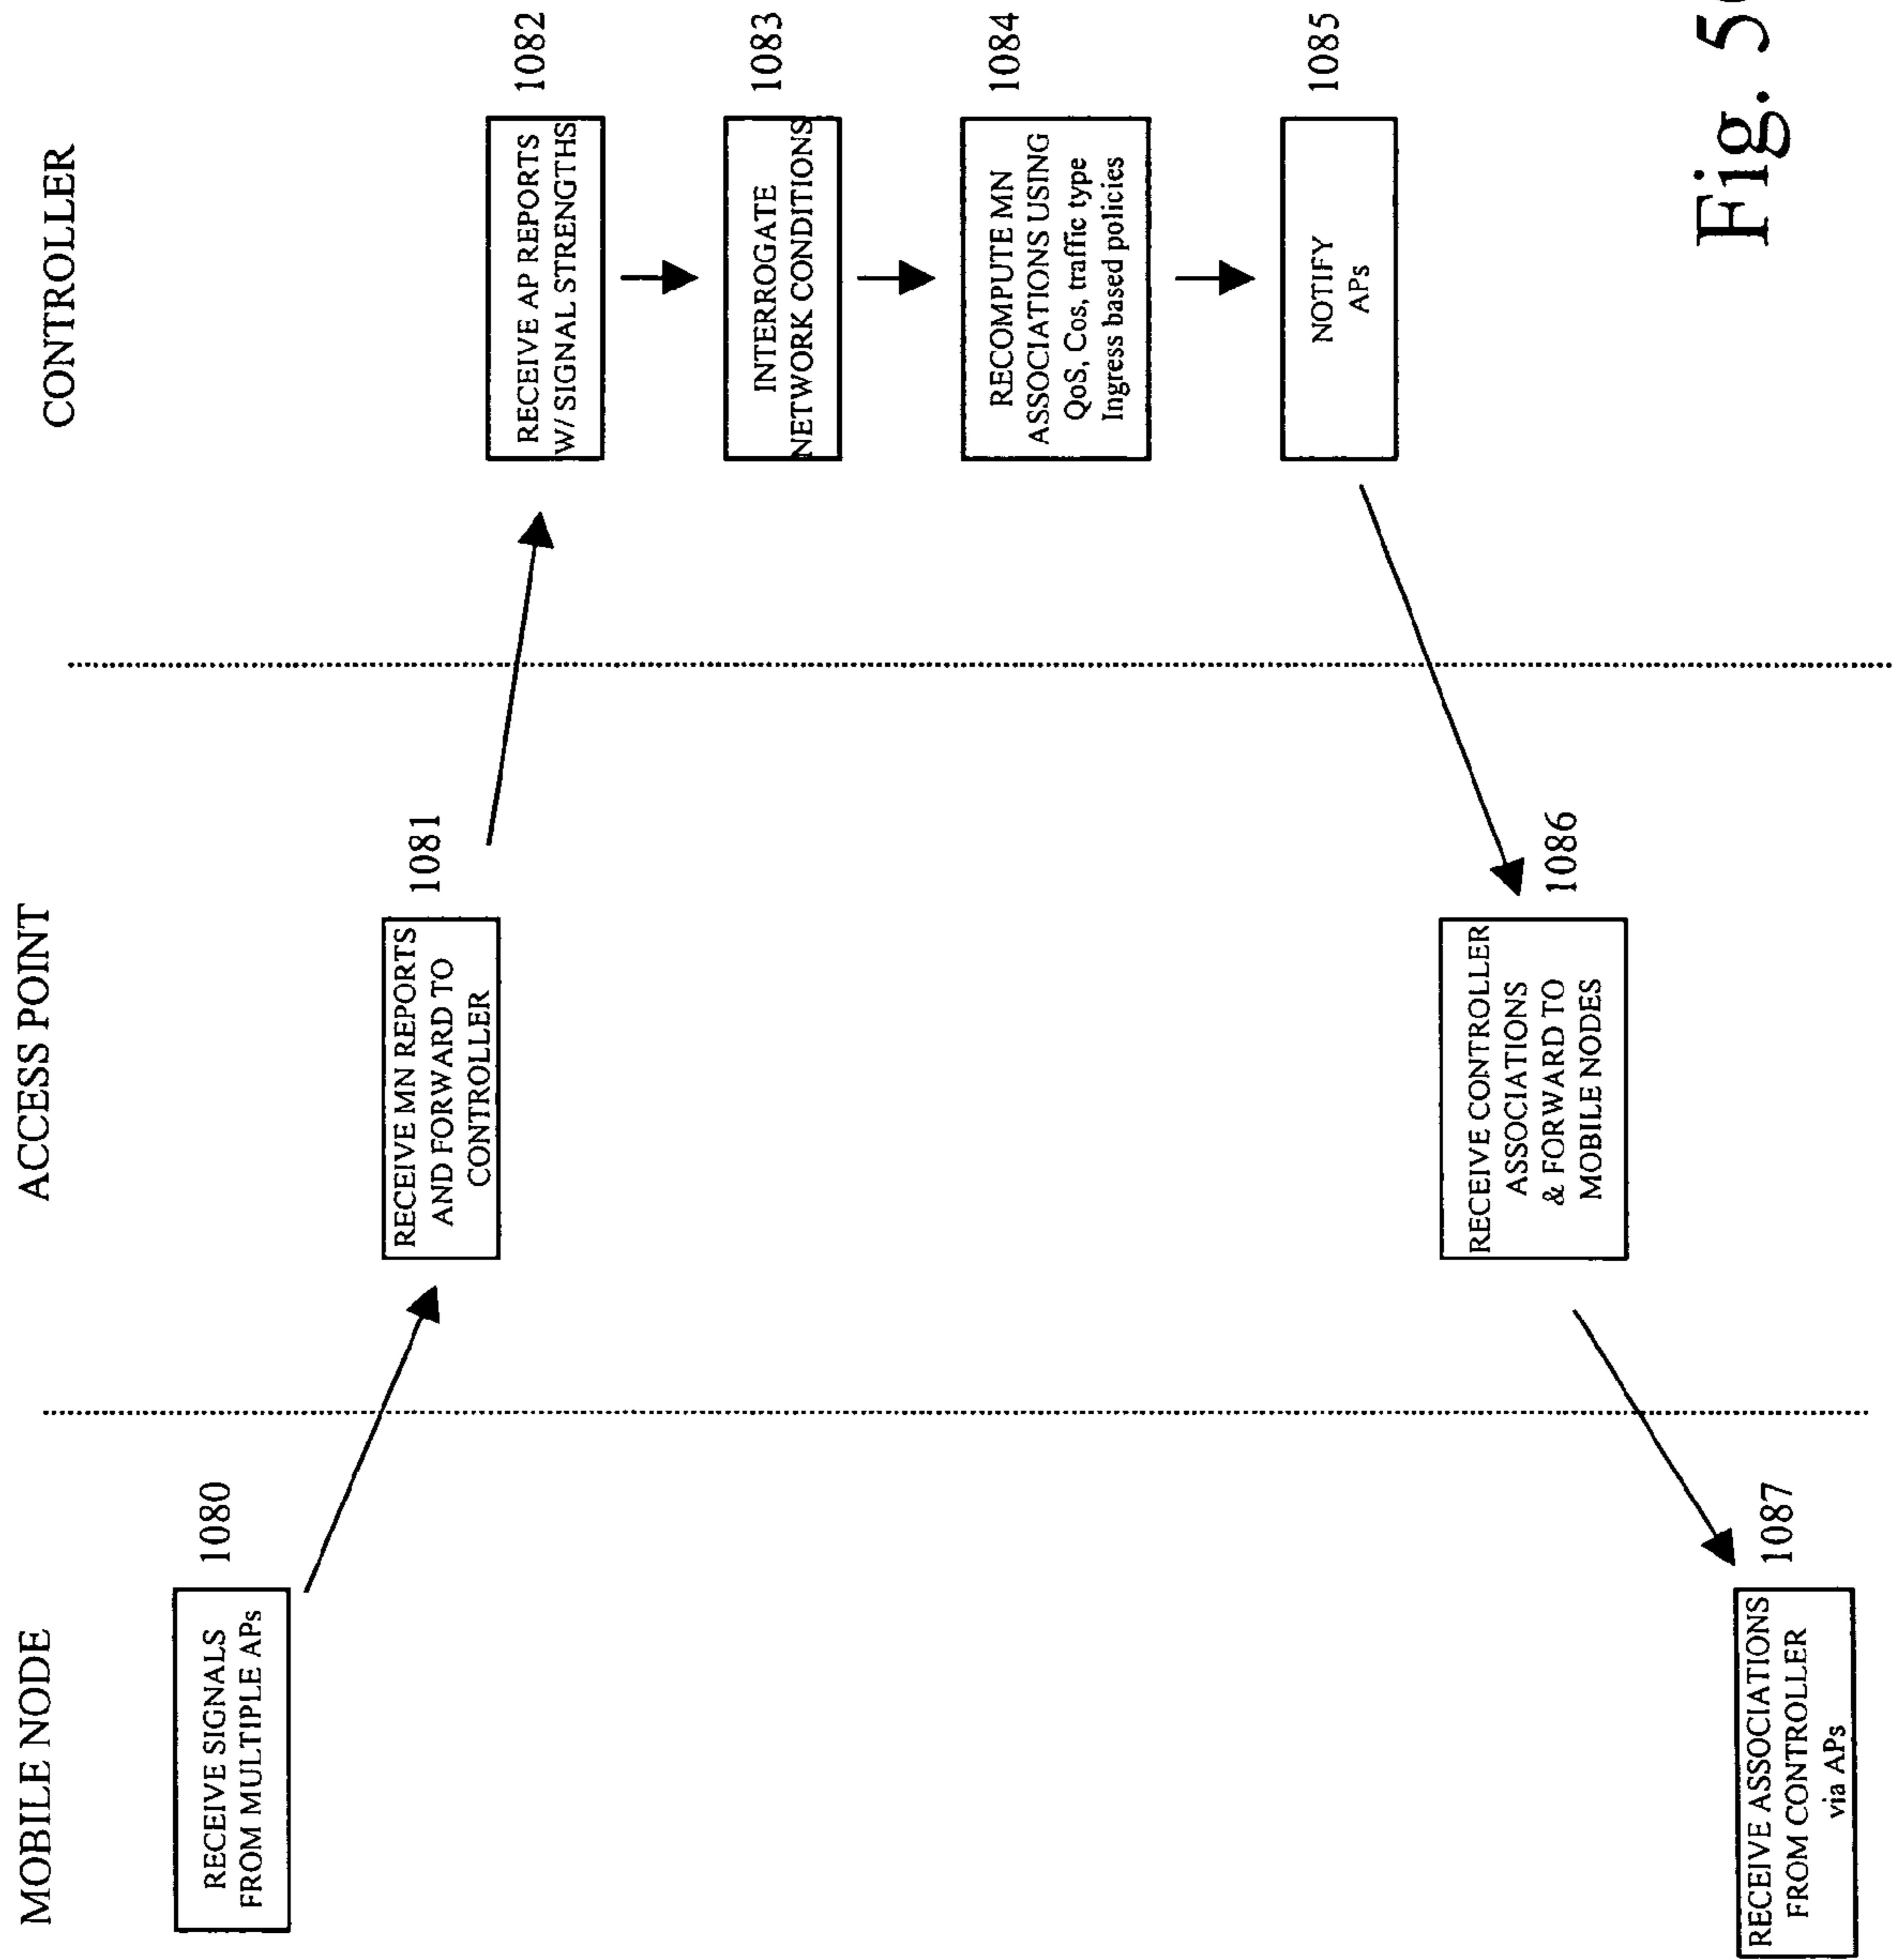 MOBILE NODE
ACCESS POINT
CONTROLLER
RECEIVE SIGNALS
FROM MULTIPLE APs
1080
RECEIVE MN REPORTS
AND FORWARD TO
CONTROLLER
1081
RECEIVE AP REPORTS
W/ SIGNAL STRENGTHS
1082
INTERROGATE
NETWORK CONDITIONS
1083
RECOMPUTE MN
ASSOCIATIONS USING
QoS, Cos, traffic type
Ingress based policies
1084
NOTIFY
APs
1085
RECEIVE CONTROLLER
ASSOCIATIONS
& FORWARD TO
MOBILE NODES
1086
RECEIVE ASSOCIATIONS
FROM CONTROLLER
via APs
1087
Fig.